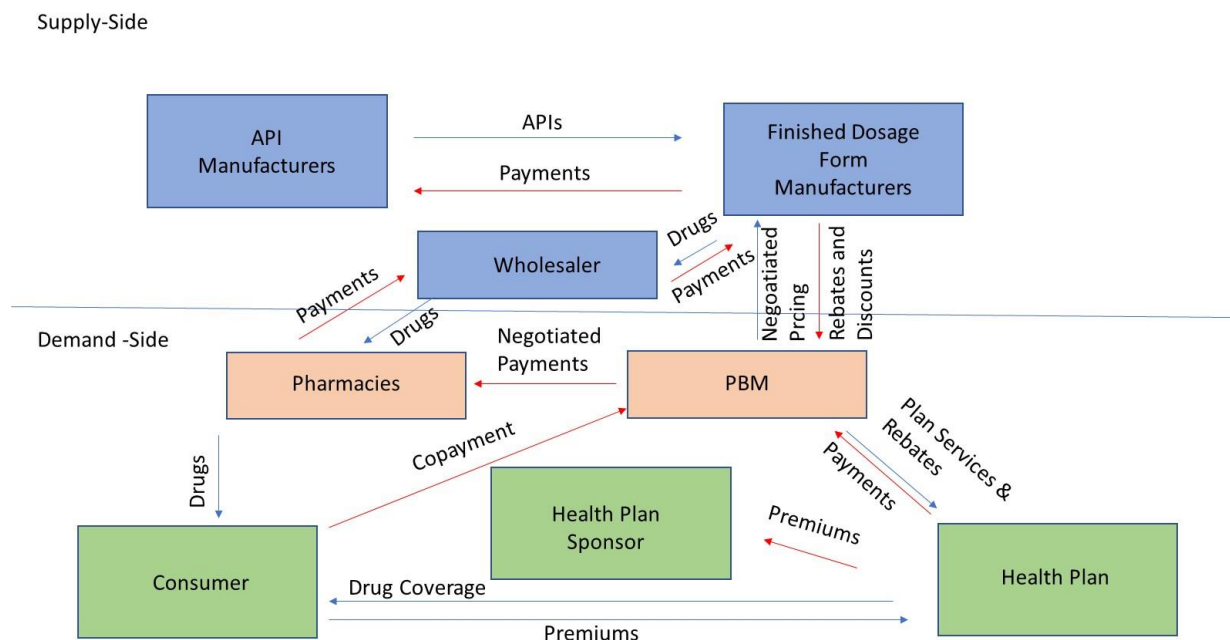 Supply-Side
API
Manufacturers
APIs
Payments
Finished Dosage
Form
Manufacturers
Wholesaler
Drugs
Payments
Negoatiated
Prcing
Rebates and
Discounts
Payments
Drugs
Demand -Side
Pharmacies
Negotiated
Payments
PBM
Drugs
Copayment
Plan Services &
Rebates
Payments
Health Plan
Sponsor
Premiums
Consumer
Health Plan
Drug Coverage
Premiums